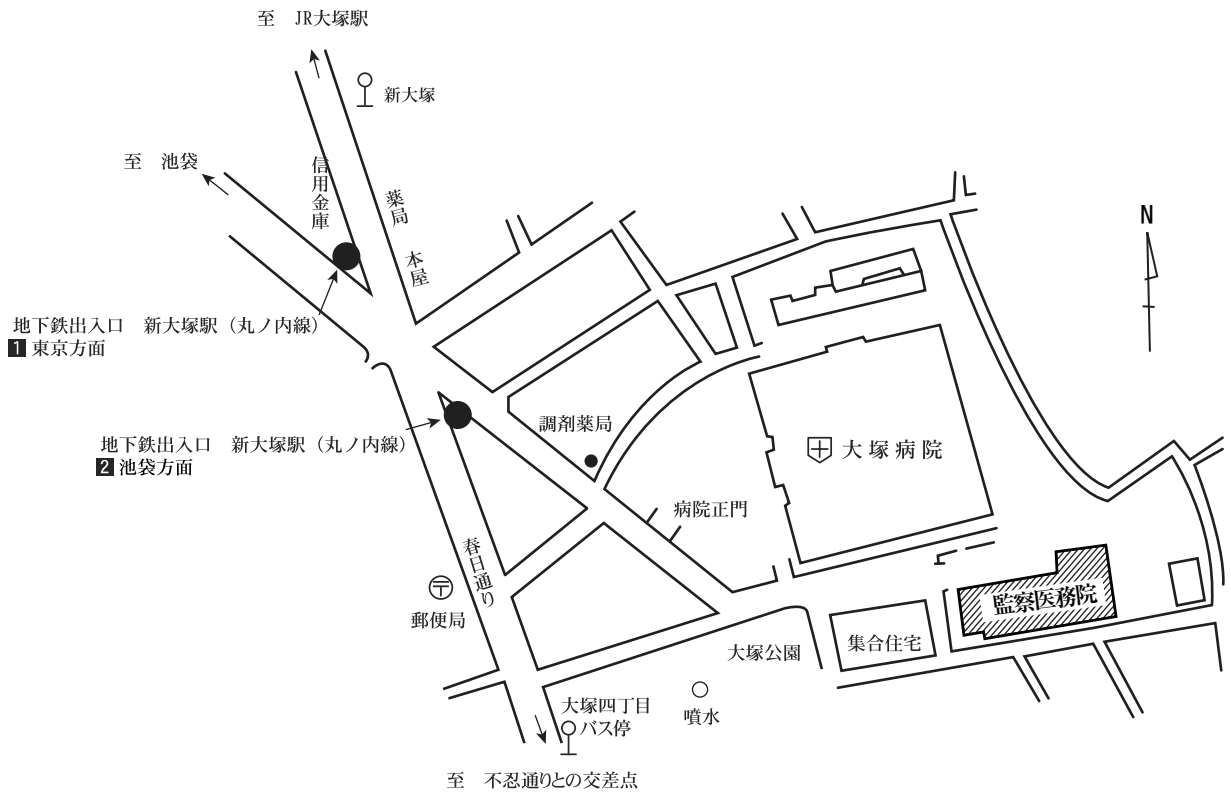 至　JR大塚駅
新大塚
至　池袋
信用金庫
薬局
本屋
N
地下鉄出入口　新大塚駅（丸ノ内線）
1 東京方面
調剤薬局
地下鉄出入口　新大塚駅（丸ノ内線）
2 池袋方面
大塚病院
病院正門
春日通り
郵便局
監察医務院
集合住宅
大塚公園
大塚四丁目
バス停
噴水
至　不忍通りとの交差点